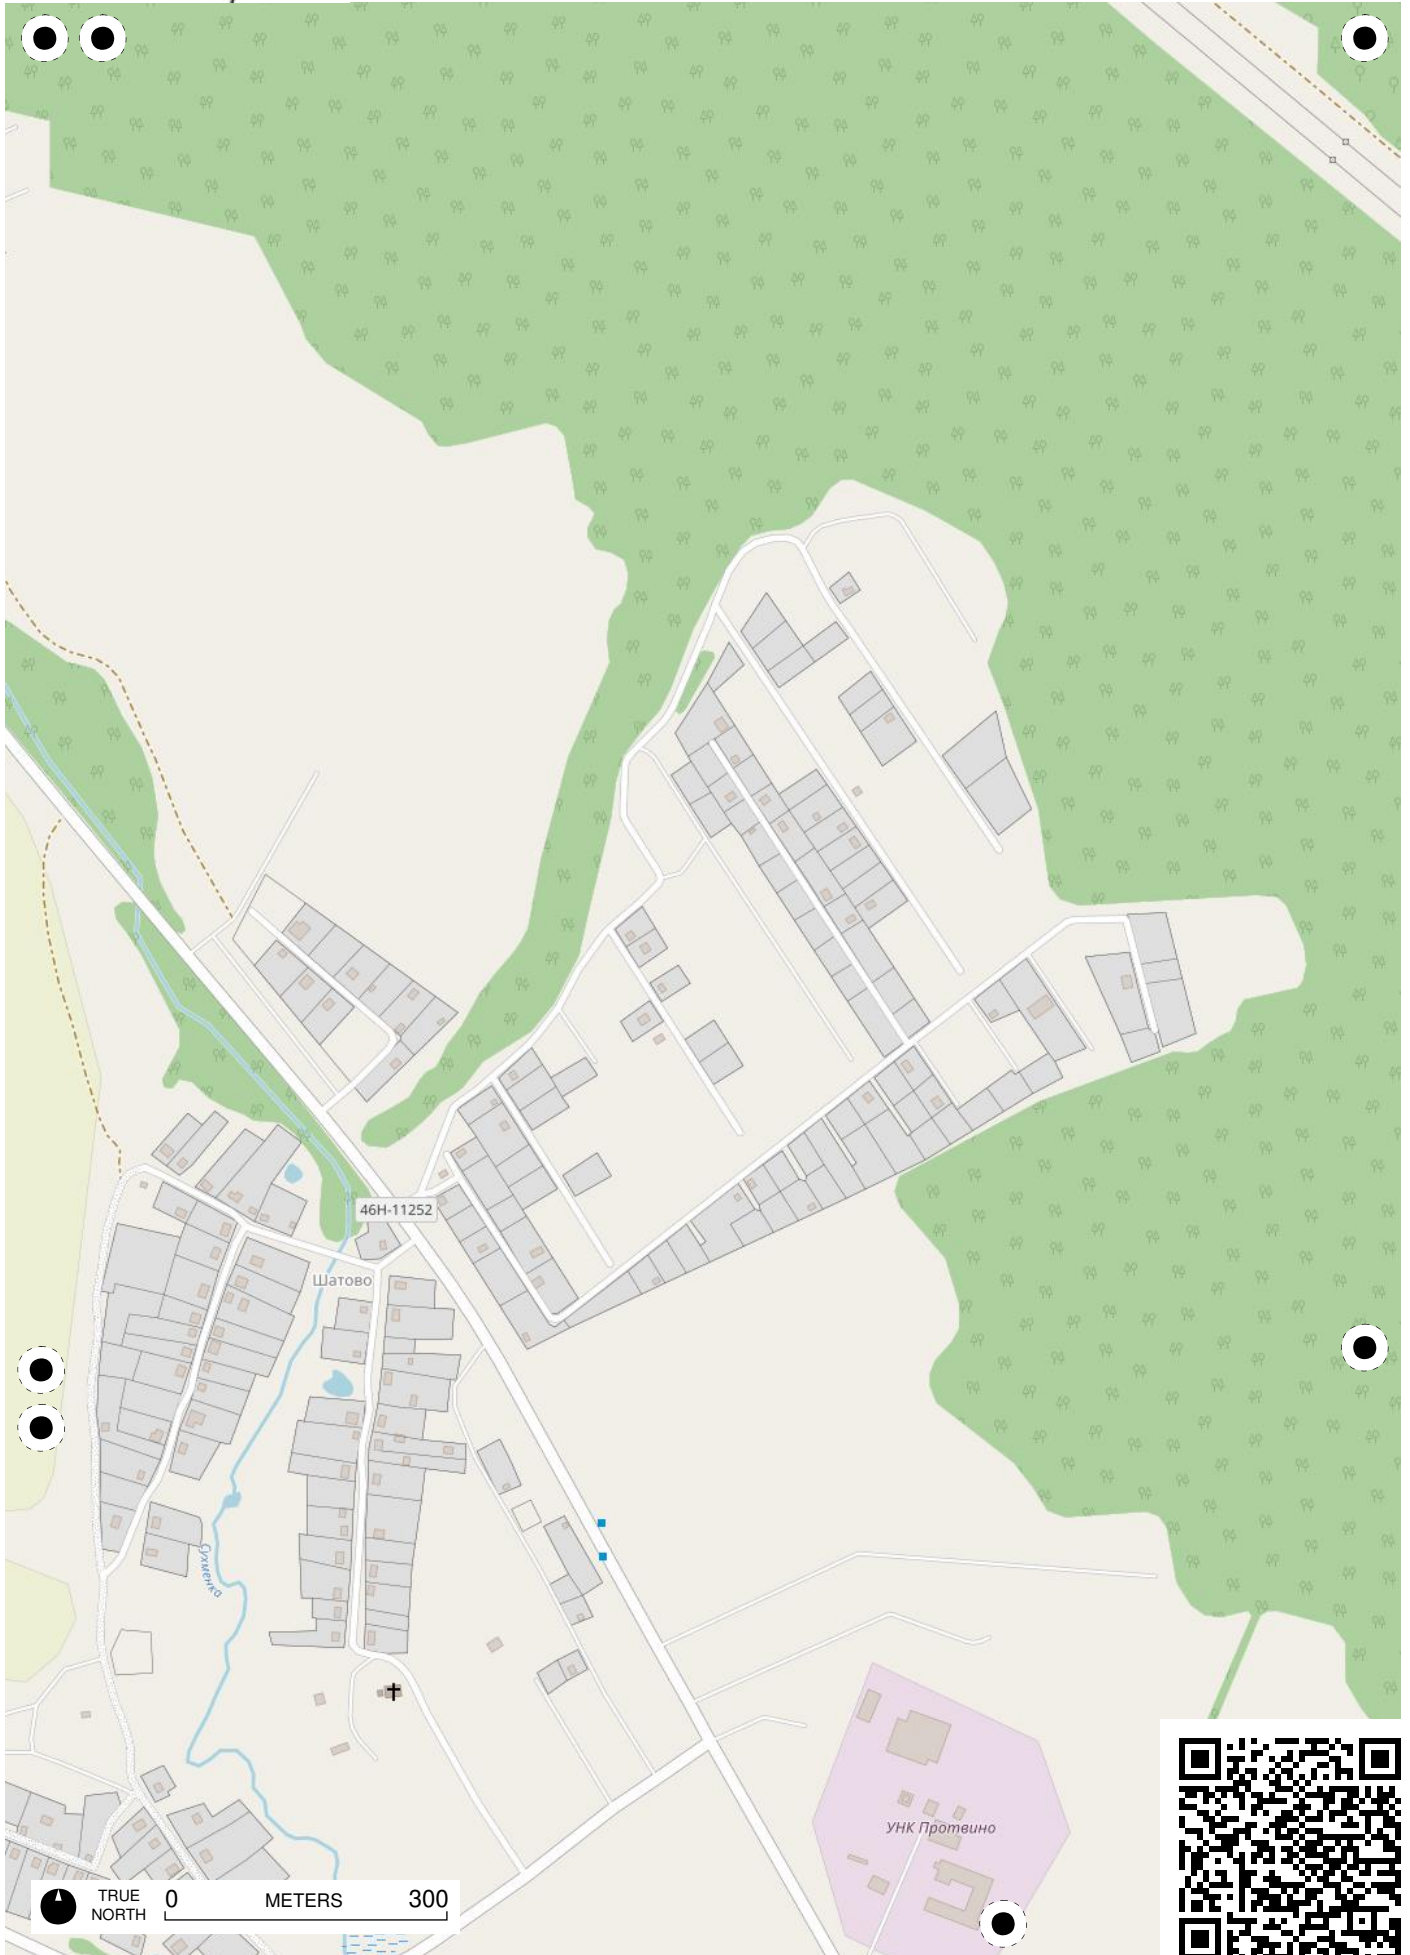 46Н-11252
Шатово
Сухменка
УНК Протвино
TRUE
NORTH
0 METERS 300